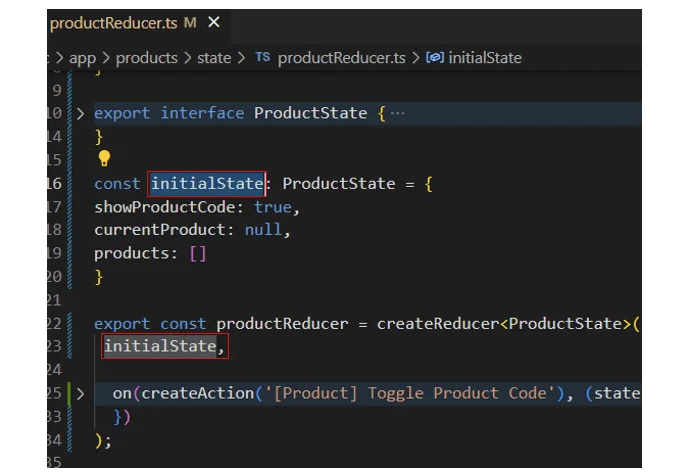 productReducer.ts M ×
> app > products > state > TS productReducer.ts > initialState
}
9
10 > export interface ProductState {···
14 }
15
16 const initialState: ProductState = {
17 showProductCode: true,
18 currentProduct: null,
19 products: []
20 }
21
22 export const productReducer = createReducer<ProductState>(
23 initialState,
24
25 > on(createAction('[Product] Toggle Product Code'), (state
33 })
34 );
35